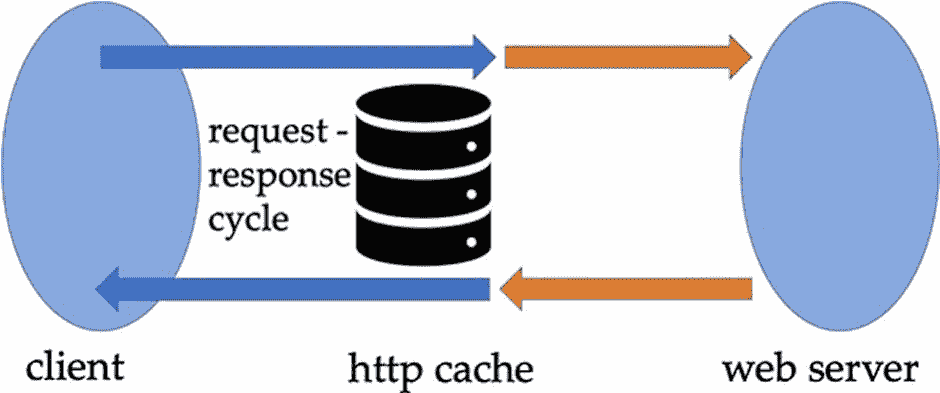 request -
response
cycle
client
http cache
web server